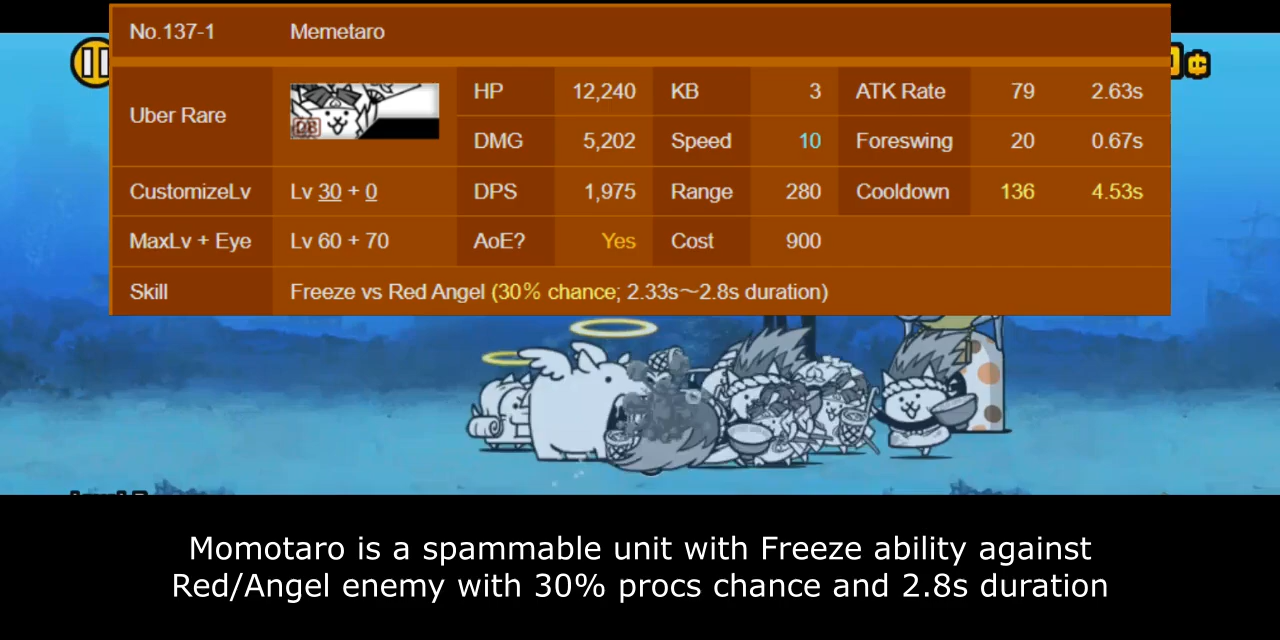 No.137-1 Memetaro
Uber Rare HP 12,240 KB 3 ATK Rate 79 2.63s
DMG 5,202 Speed 10 Foreswing 20 0.67s
CustomizeLv Lv 30 + 0 DPS 1,975 Range 280 Cooldown 136 4.53s
MaxLv + Eye Lv 60 + 70 AoE? Yes Cost 900
Skill Freeze vs Red Angel (30% chance; 2.33s～2.8s duration)
Momotaro is a spammable unit with Freeze ability against
Red/Angel enemy with 30% procs chance and 2.8s duration